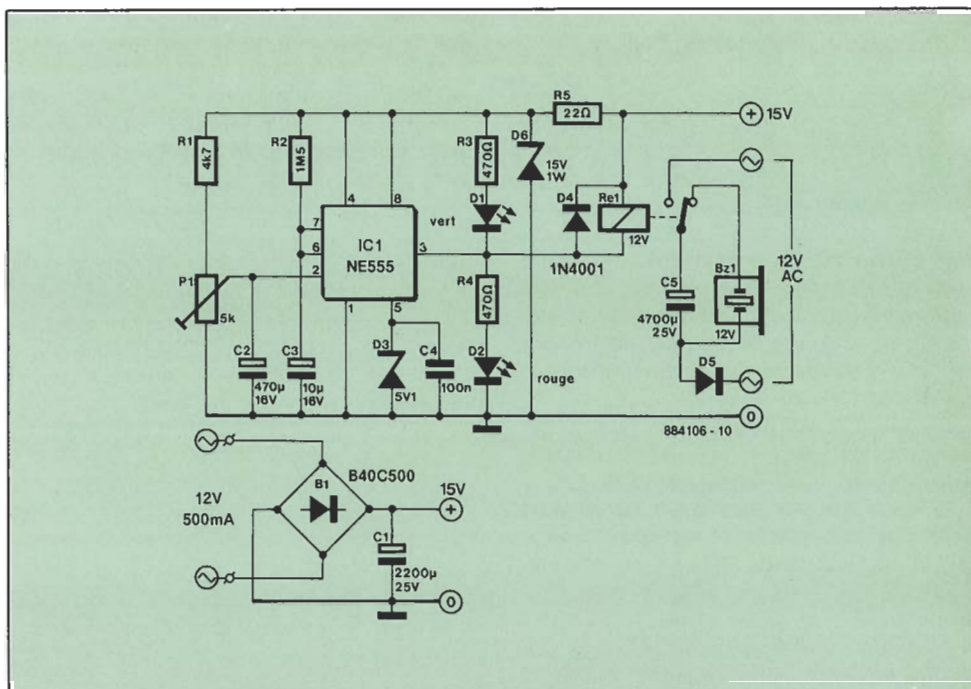 R5
22Ω
+ 15V
R1
4k7
R2
1M5
R3
470Ω
D6
15V
1W
4
8
D1
vert
D4
Re1
12V
1N4001
7
6
2
3
IC1
NE555
1
5
P1
5k
R4
470Ω
C5
4700µ
25V
Bz1
12V
12V
AC
C2
470µ
16V
C3
10µ
16V
D3
5V1
C4
100n
D2
rouge
D5
0
884106 - 10
12V
500mA
B1
B40C500
15V
+
C1
2200µ
25V
0